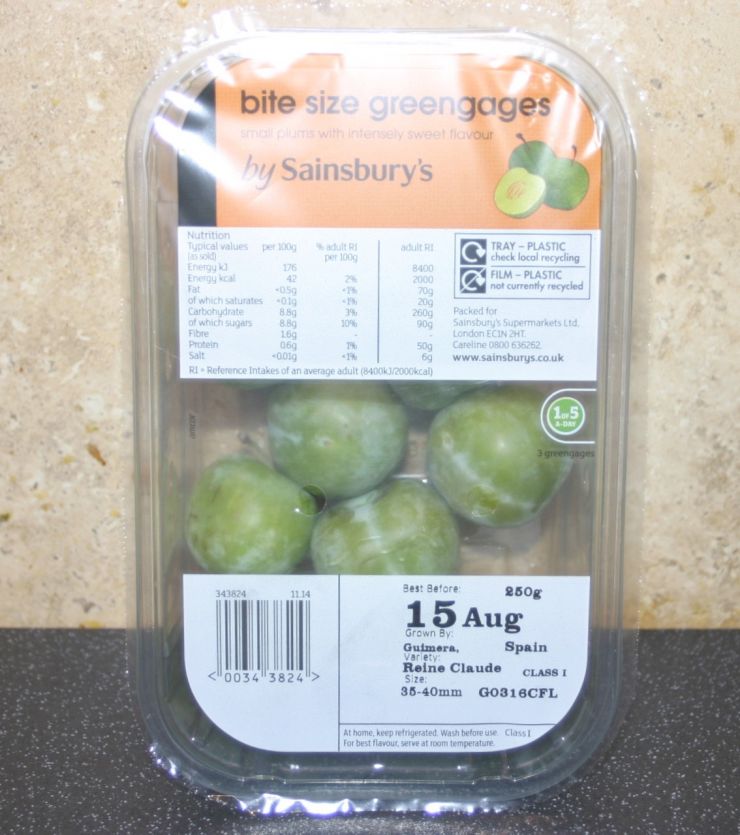 bite size greengages
small plums with intensely sweet flavour
by Sainsbury's
Nutrition
Typical values per 100g % adult RI adult RI
(as sold) per 100g
Energy kJ 176 8400
Energy kcal 42 2% 2000
Fat <0.5g <1% 70g
of which saturates <0.1g <1% 20g
Carbohydrate 8.8g 3% 260g
of which sugars 8.8g 10% 90g
Fibre 1.6g - -
Protein 0.6g 1% 50g
Salt <0.01g <1% 6g
RI = Reference Intakes of an average adult (8400kJ/2000kcal)
TRAY – PLASTIC
check local recycling
FILM – PLASTIC
not currently recycled
Packed for
Sainsbury's Supermarkets Ltd.
London EC1N 2HT.
Careline 0800 636262.
www.sainsburys.co.uk
1 OF 5
A-DAY
3 greengages
343824 11.14
<0034 3824>
Best Before: 250g
15 Aug
Grown By:
Guimera, Spain
Variety:
Reine Claude CLASS I
Size:
35-40mm G0316CFL
At home, keep refrigerated. Wash before use. Class I
For best flavour, serve at room temperature.